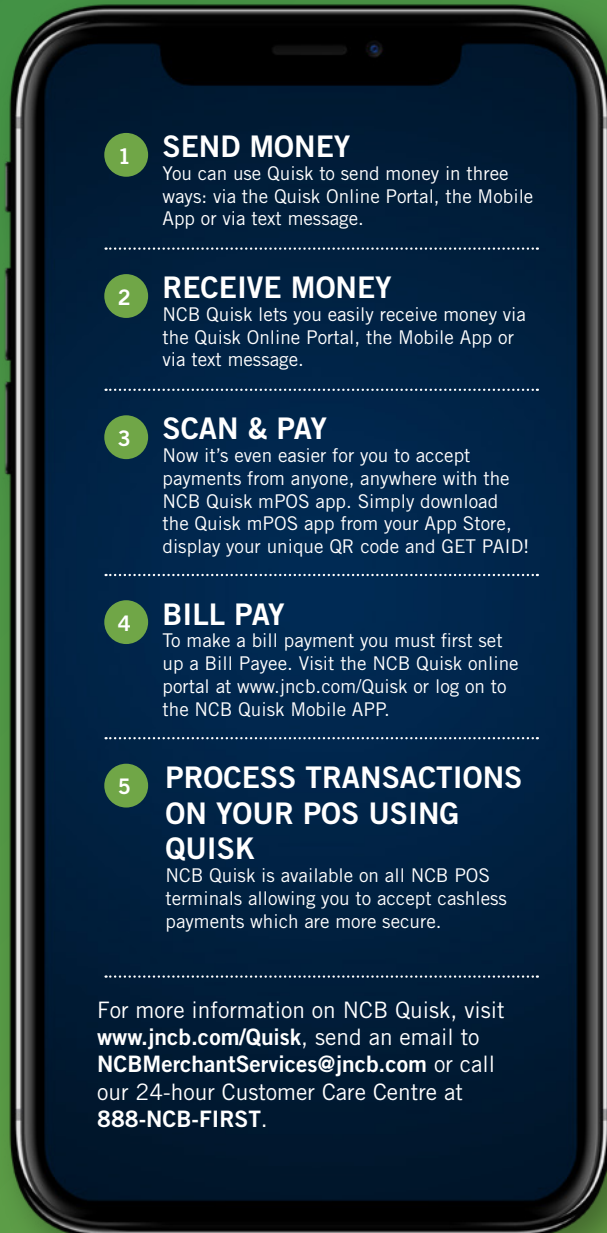 1 SEND MONEY
You can use Quisk to send money in three
ways: via the Quisk Online Portal, the Mobile
App or via text message.
2 RECEIVE MONEY
NCB Quisk lets you easily receive money via
the Quisk Online Portal, the Mobile App or
via text message.
3 SCAN & PAY
Now it's even easier for you to accept
payments from anyone, anywhere with the
NCB Quisk mPOS app. Simply download
the Quisk mPOS app from your App Store,
display your unique QR code and GET PAID!
4 BILL PAY
To make a bill payment you must first set
up a Bill Payee. Visit the NCB Quisk online
portal at www.jncb.com/Quisk or log on to
the NCB Quisk Mobile APP.
5 PROCESS TRANSACTIONS
ON YOUR POS USING
QUISK
NCB Quisk is available on all NCB POS
terminals allowing you to accept cashless
payments which are more secure.
For more information on NCB Quisk, visit
www.jncb.com/Quisk, send an email to
NCBMerchantServices@jncb.com or call
our 24-hour Customer Care Centre at
888-NCB-FIRST.